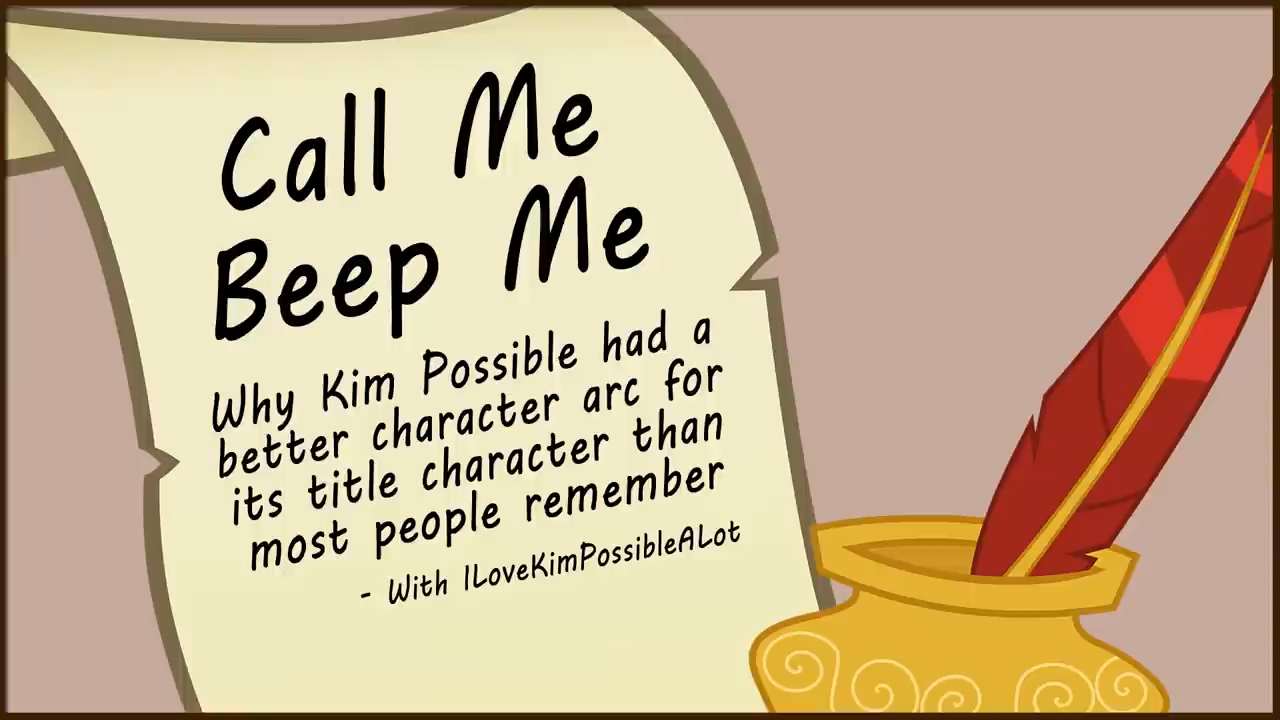 Call Me
Beep Me
Why Kim Possible had a
better character arc for
its title character than
most people remember
- With ILoveKimPossibleALot